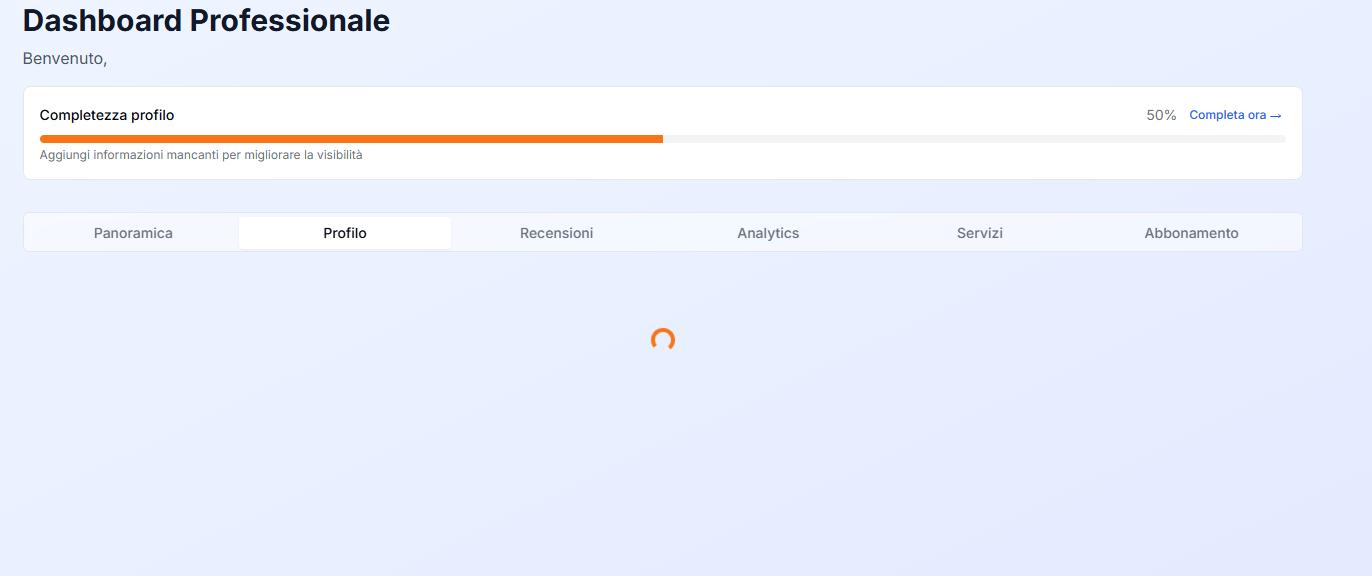 Dashboard Professionale
Benvenuto,
Completezza profilo
50% Completa ora →
Aggiungi informazioni mancanti per migliorare la visibilità
Panoramica Profilo Recensioni Analytics Servizi Abbonamento